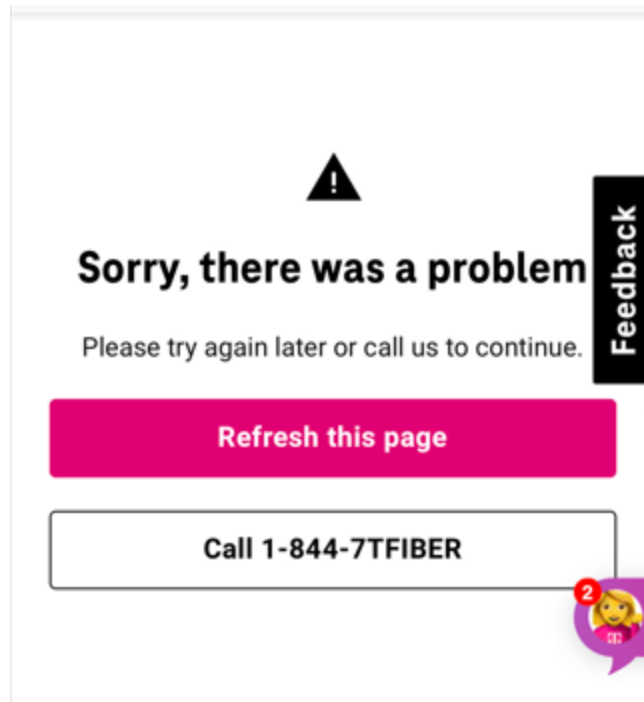 Sorry, there was a problem
Feedback
Please try again later or call us to continue.
Refresh this page
Call 1-844-7TFIBER
2